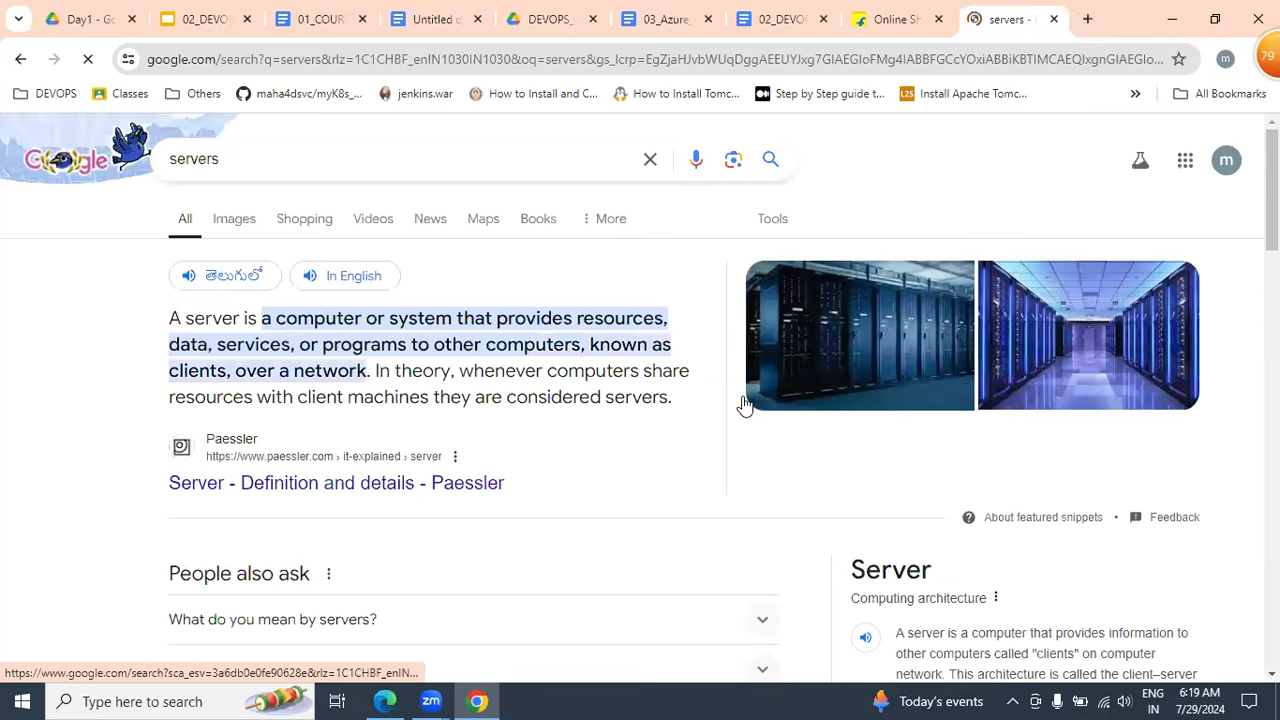 Day1 - Go
02_DEVO
01_COUR
Untitled d
DEVOPS_
03_Azure_
02_DEVOP
Online Sh
servers -
79
google.com/search?q=servers&rlz=1C1CHBF_enIN1030IN1030&oq=servers&gs_lcrp=
m
DEVOPS
Classes
Others
maha4dsvc/myK8s_...
jenkins.war
How to Install and C...
How to Install Tomc...
Step by Step guide t...
Install Apache Tomc...
»
All Bookmarks
Google
servers
m
All
Images
Shopping
Videos
News
Maps
Books
More
Tools
తెలుగులో
In English
A server is a computer or system that provides resources,
data, services, or programs to other computers, known as
clients, over a network. In theory, whenever computers share
resources with client machines they are considered servers.
Paessler
https://www.paessler.com › it-explained › server
Server - Definition and details - Paessler
About featured snippets • Feedback
People also ask
What do you mean by servers?
Server
Computing architecture
A server is a computer that provides information to
other computers called "clients" on computer
network. This architecture is called the client–server
https://www.google.com/search?sca_esv=3a6db0e0fe90628e&rlz=1C1CHBF_enIN...
Type here to search
zm
Today's events
ENG
IN
6:19 AM
7/29/2024